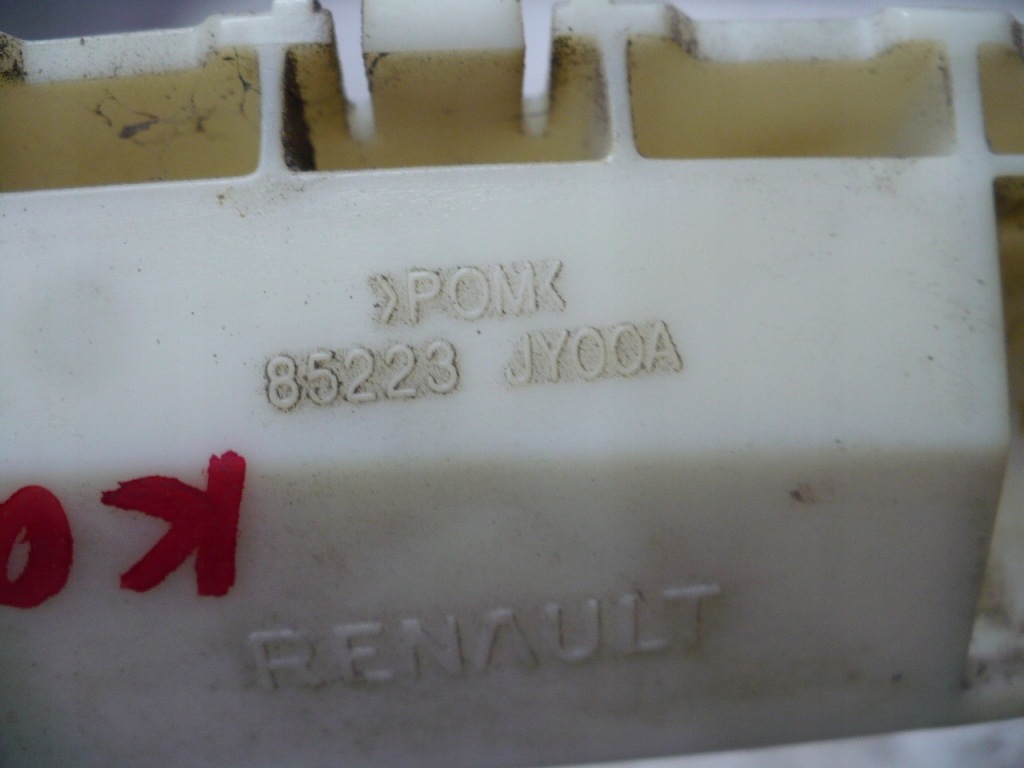 >POM<
85223 JY00A
RENAULT